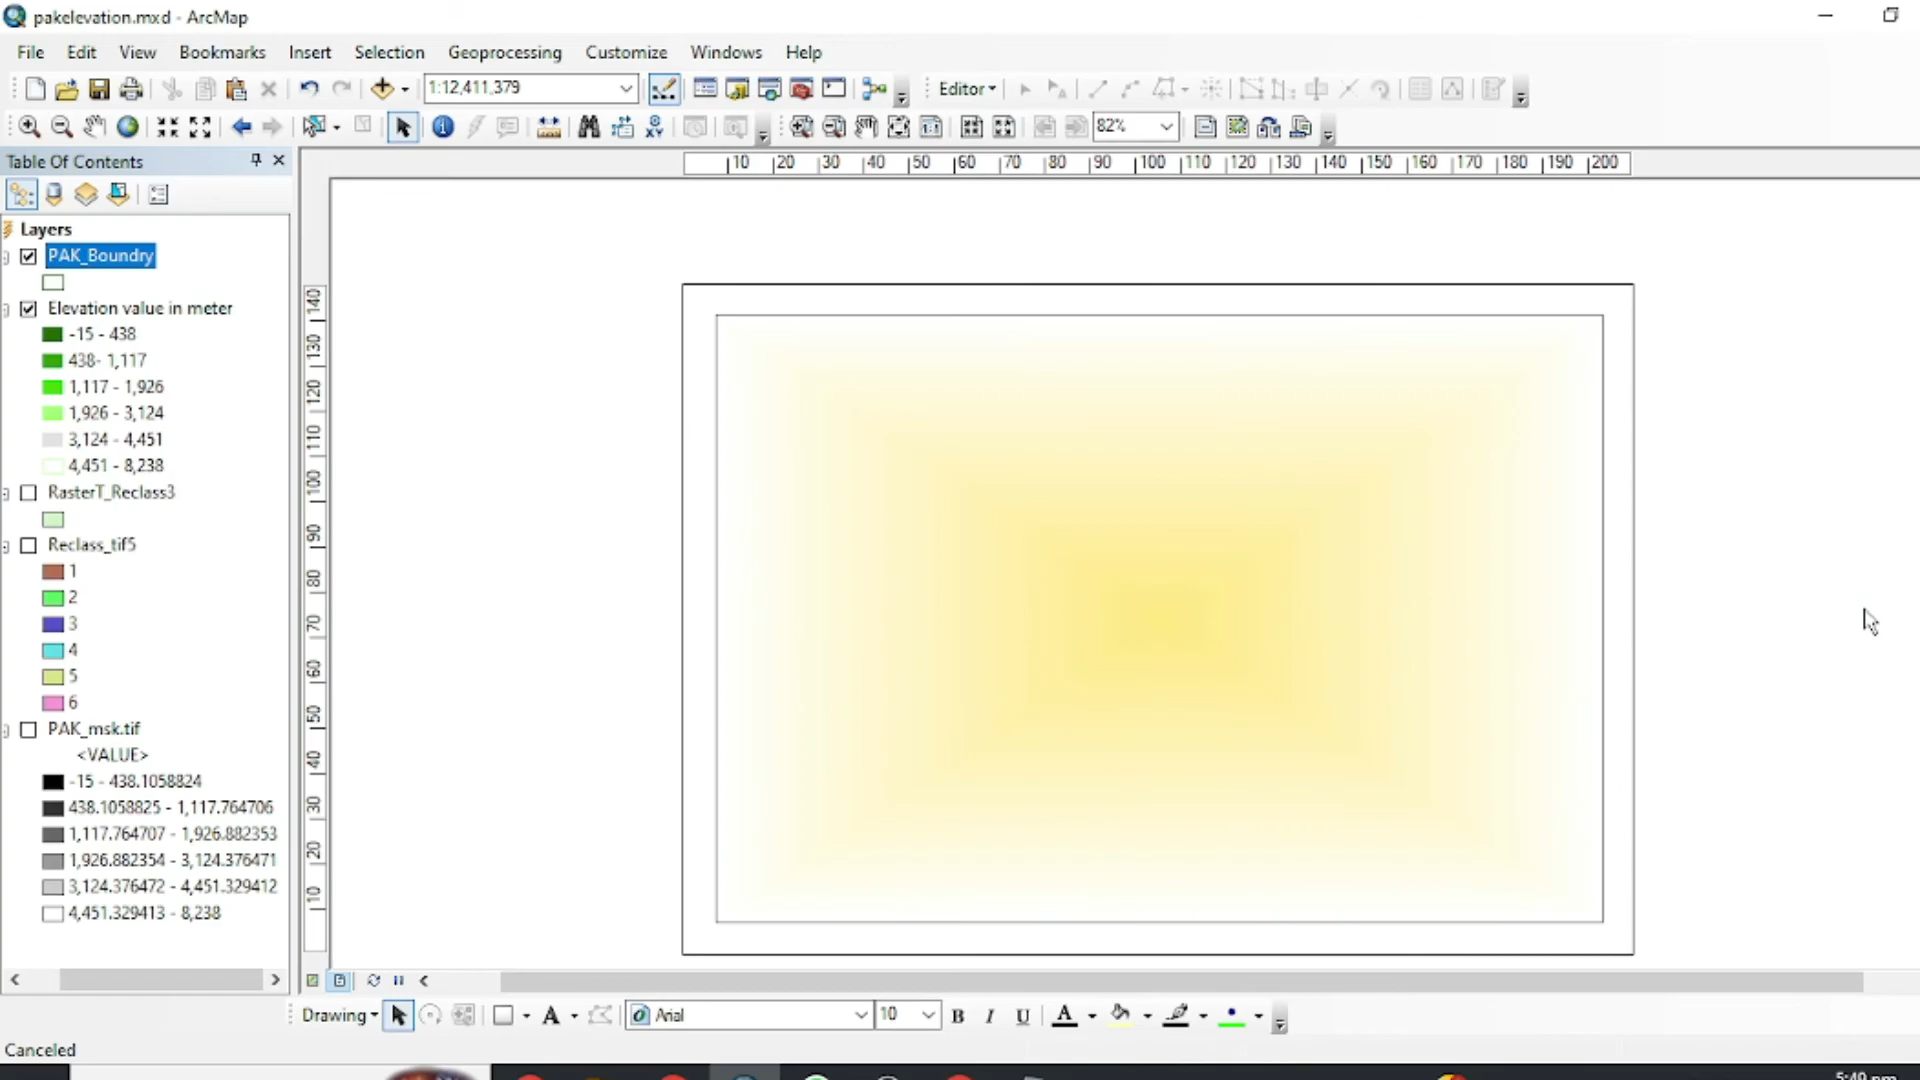 pakelevation.mxd - ArcMap
File Edit View Bookmarks Insert Selection Geoprocessing Customize Windows Help
1:12,411,379
Editor
82%
Table Of Contents
10 20 30 40 50 60 70 80 90 100 110 120 130 140 150 160 170 180 190 200
140 130 120 110 100 90 80 70 60 50 40 30 20 10
Layers
PAK_Boundry
Elevation value in meter
-15 - 438
438- 1,117
1,117 - 1,926
1,926 - 3,124
3,124 - 4,451
4,451 - 8,238
RasterT_Reclass3
Reclass_tif5
1
2
3
4
5
6
PAK_msk.tif
<VALUE>
-15 - 438.1058824
438.1058825 - 1,117.764706
1,117.764707 - 1,926.882353
1,926.882354 - 3,124.376471
3,124.376472 - 4,451.329412
4,451.329413 - 8,238
Drawing A Arial 10 B I U A
Canceled
5:49 pm